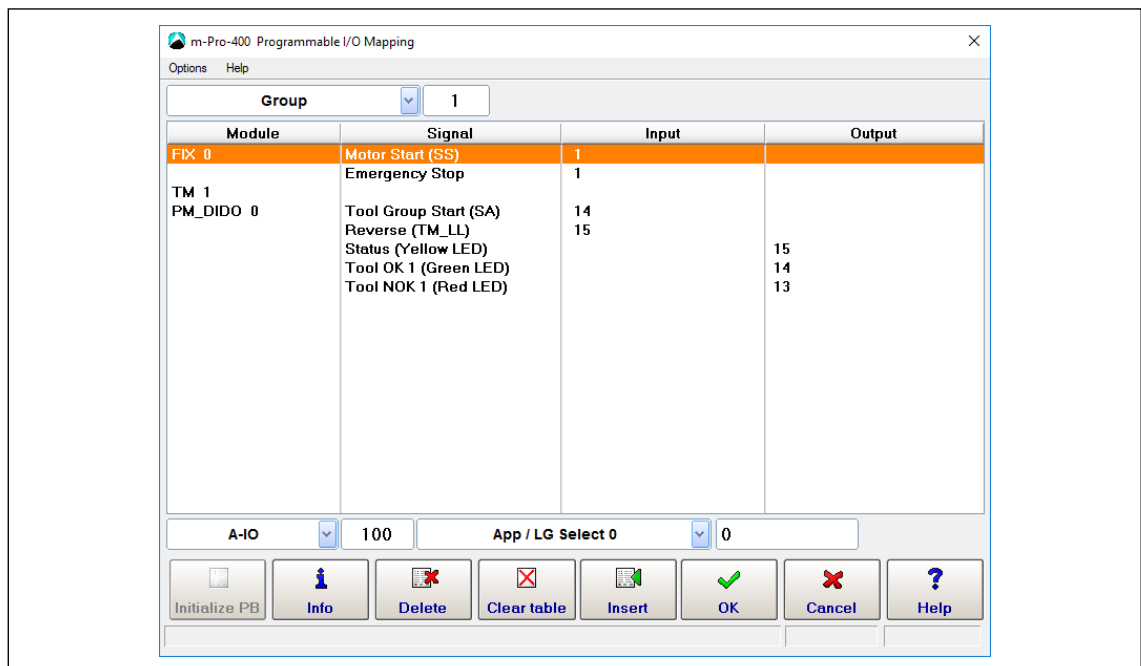 m-Pro-400 Programmable I/O Mapping
Options Help
Group 1
Module Signal Input Output
FIX 0 Motor Start (SS) 1
Emergency Stop 1
TM 1
PM_DIDO 0 Tool Group Start (SA) 14
Reverse (TM_LL) 15
Status (Yellow LED) 15
Tool OK 1 (Green LED) 14
Tool NOK 1 (Red LED) 13
A-IO 100 App / LG Select 0 0
Initialize PB Info Delete Clear table Insert OK Cancel Help